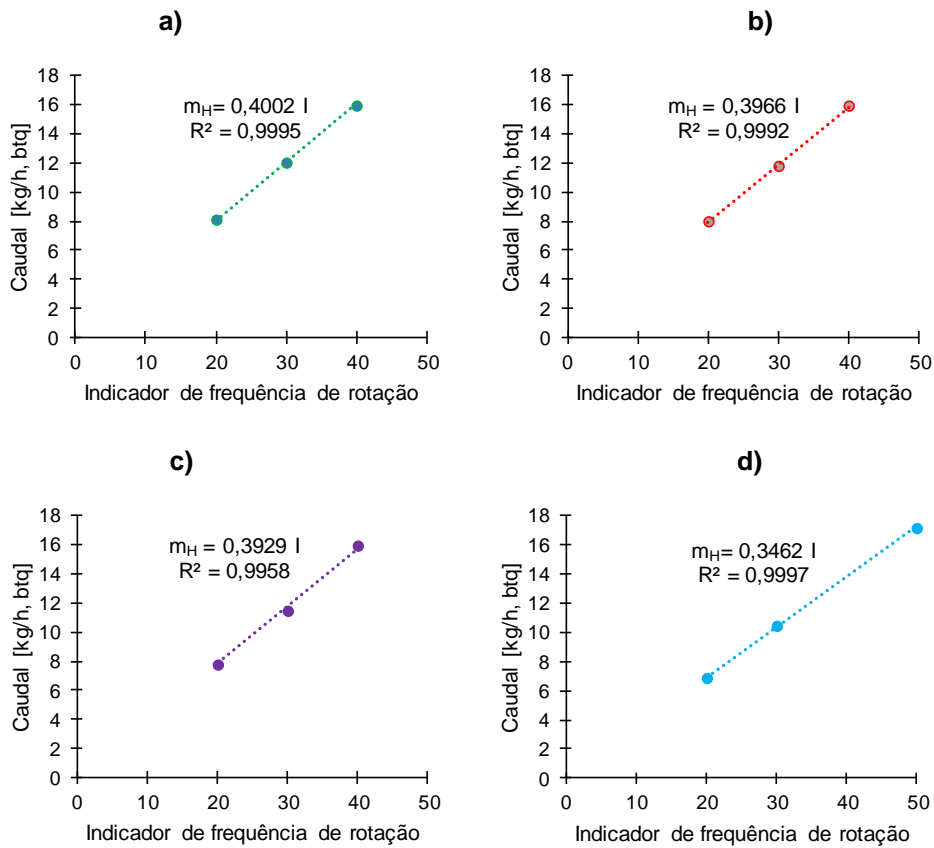 a)
m_H= 0,4002 I
R² = 0,9995
Caudal [kg/h, btq]
18
16
14
12
10
8
6
4
2
0
0 10 20 30 40 50
Indicador de frequência de rotação
b)
m_H = 0,3966 I
R² = 0,9992
Caudal [kg/h, btq]
18
16
14
12
10
8
6
4
2
0
0 10 20 30 40 50
Indicador de frequência de rotação
c)
m_H = 0,3929 I
R² = 0,9958
Caudal [kg/h, btq]
18
16
14
12
10
8
6
4
2
0
0 10 20 30 40 50
Indicador de frequência de rotação
d)
m_H= 0,3462 I
R² = 0,9997
Caudal [kg/h, btq]
18
16
14
12
10
8
6
4
2
0
0 10 20 30 40 50
Indicador de frequência de rotação